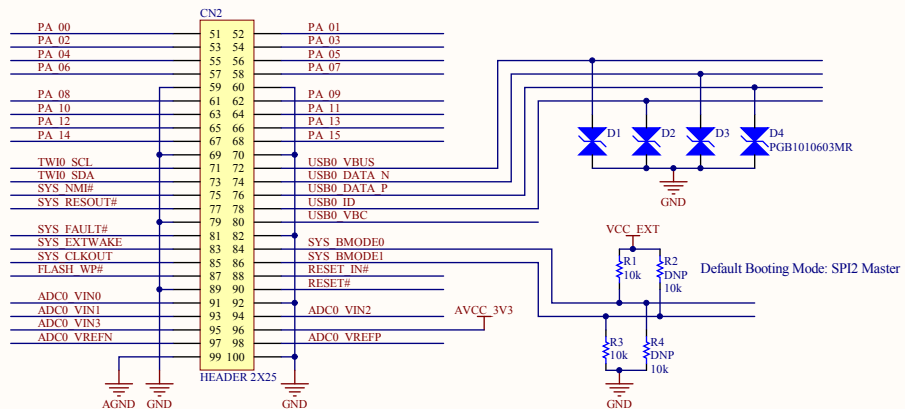 CN2
PA_00 51 52 PA_01
PA_02 53 54 PA_03
PA_04 55 56 PA_05
PA_06 57 58 PA_07
59 60
PA_08 61 62 PA_09
PA_10 63 64 PA_11
PA_12 65 66 PA_13
PA_14 67 68 PA_15
69 70
TWI0_SCL 71 72 USB0_VBUS
TWI0_SDA 73 74 USB0_DATA_N
SYS_NMI# 75 76 USB0_DATA_P
SYS_RESOUT# 77 78 USB0_ID
79 80 USB0_VBC
SYS_FAULT# 81 82
SYS_EXTWAKE 83 84 SYS_BMODE0
SYS_CLKOUT 85 86 SYS_BMODE1
FLASH_WP# 87 88 RESET_IN#
89 90 RESET#
ADC0_VIN0 91 92
ADC0_VIN1 93 94 ADC0_VIN2
ADC0_VIN3 95 96 AVCC_3V3
ADC0_VREFN 97 98 ADC0_VREFP
99 100
HEADER 2X25
AGND GND GND
D1 D2 D3 D4
PGB1010603MR
GND
VCC_EXT
R1 R2
10k DNP
10k
Default Booting Mode: SPI2 Master
R3 R4
10k DNP
10k
GND